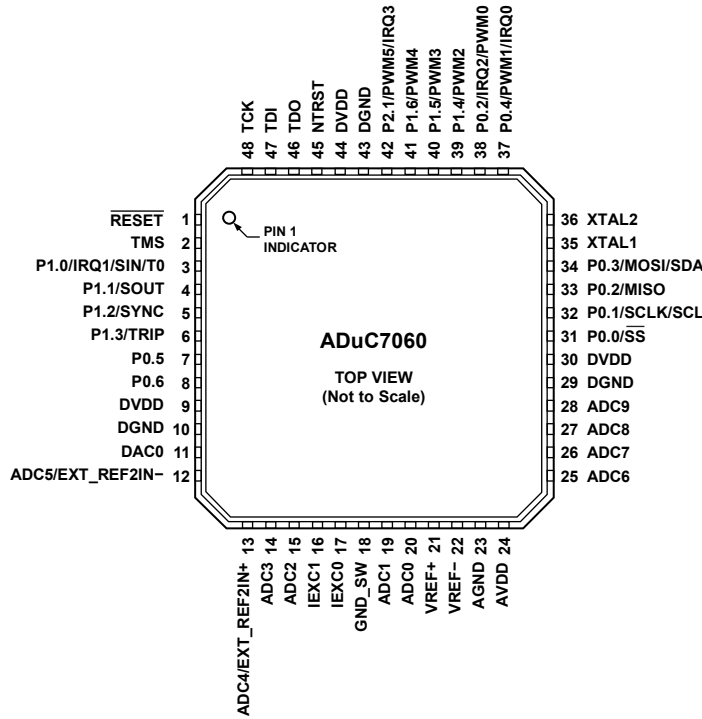 48 TCK
47 TDI
46 TDO
45 NTRST
44 DVDD
43 DGND
42 P2.1/PWM5/IRQ3
41 P1.6/PWM4
40 P1.5/PWM3
39 P1.4/PWM2
38 P0.2/IRQ2/PWM0
37 P0.4/PWM1/IRQ0
RESET 1
TMS 2
P1.0/IRQ1/SIN/T0 3
P1.1/SOUT 4
P1.2/SYNC 5
P1.3/TRIP 6
P0.5 7
P0.6 8
DVDD 9
DGND 10
DAC0 11
ADC5/EXT_REF2IN− 12
PIN 1
INDICATOR
ADuC7060
TOP VIEW
(Not to Scale)
36 XTAL2
35 XTAL1
34 P0.3/MOSI/SDA
33 P0.2/MISO
32 P0.1/SCLK/SCL
31 P0.0/SS
30 DVDD
29 DGND
28 ADC9
27 ADC8
26 ADC7
25 ADC6
ADC4/EXT_REF2IN+ 13
ADC3 14
ADC2 15
IEXC1 16
IEXC0 17
GND_SW 18
ADC1 19
ADC0 20
VREF+ 21
VREF− 22
AGND 23
AVDD 24